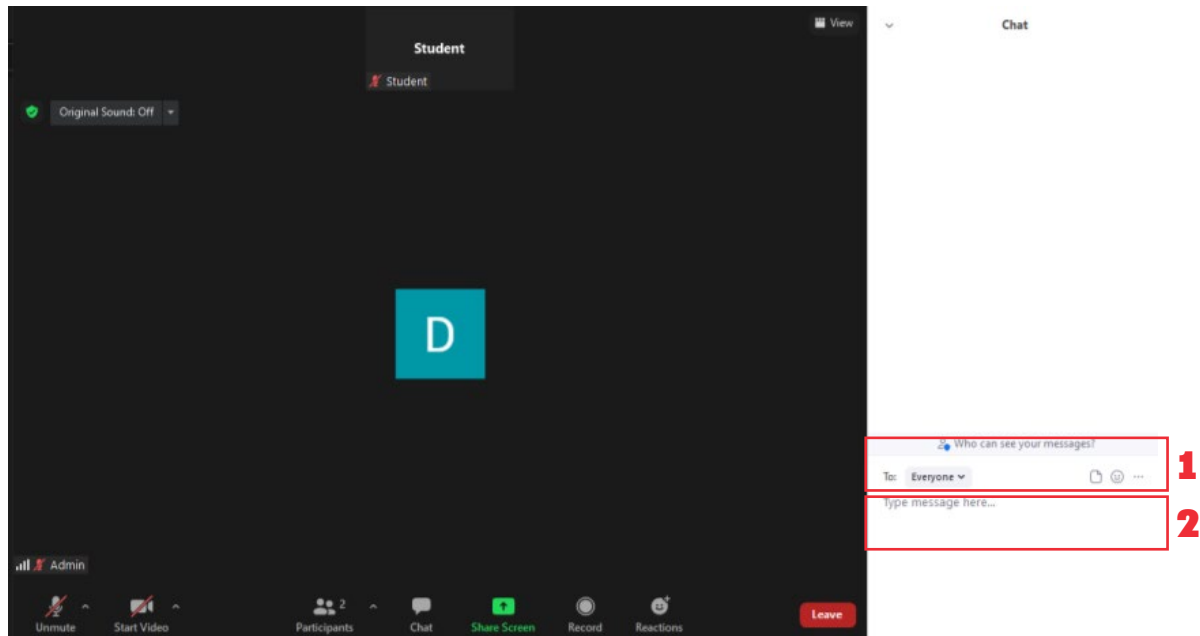 View
Chat
Student
Student
Original Sound: Off
D
Who can see your messages?
1
To: Everyone
Type message here...
2
Admin
2
Unmute
Start Video
Participants
Chat
Share Screen
Record
Reactions
Leave